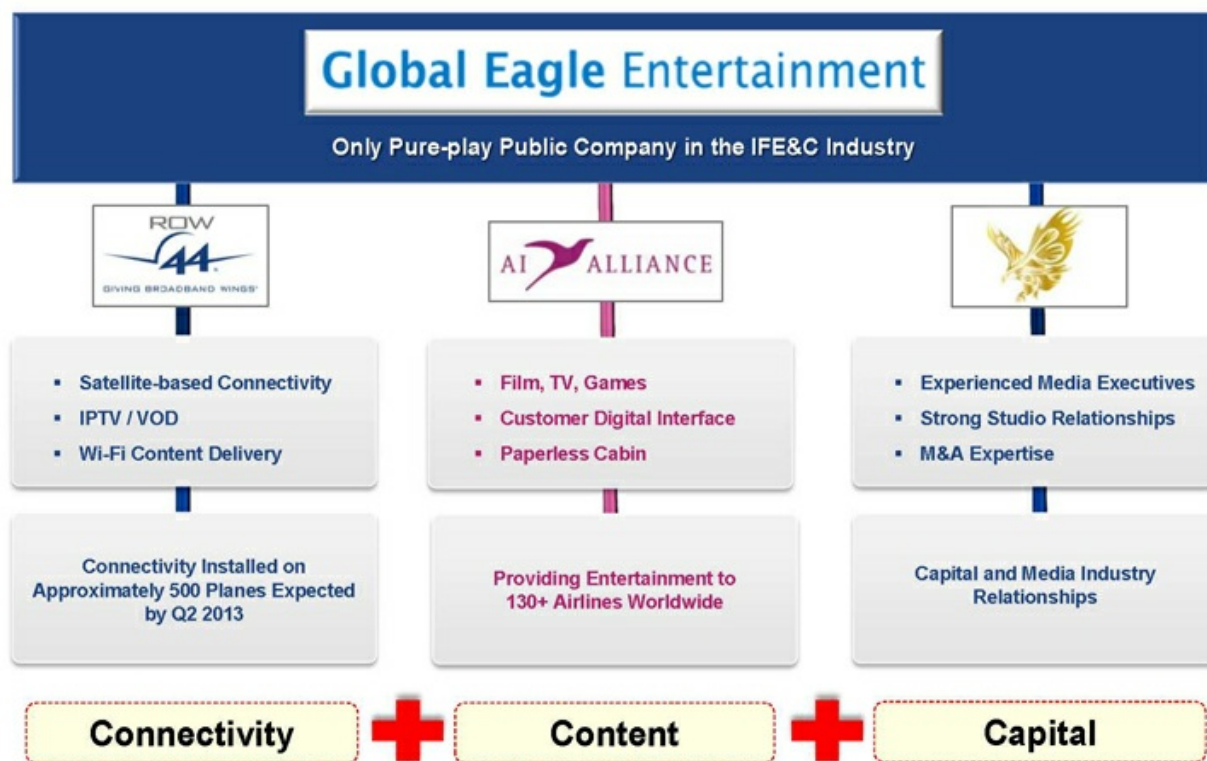 Global Eagle Entertainment
Only Pure-play Public Company in the IFE&C Industry
ROW
44
GIVING BROADBAND WINGS
▪ Satellite-based Connectivity
▪ IPTV / VOD
▪ Wi-Fi Content Delivery
Connectivity Installed on
Approximately 500 Planes Expected
by Q2 2013
AI ALLIANCE
▪ Film, TV, Games
▪ Customer Digital Interface
▪ Paperless Cabin
Providing Entertainment to
130+ Airlines Worldwide
▪ Experienced Media Executives
▪ Strong Studio Relationships
▪ M&A Expertise
Capital and Media Industry
Relationships
Connectivity + Content + Capital